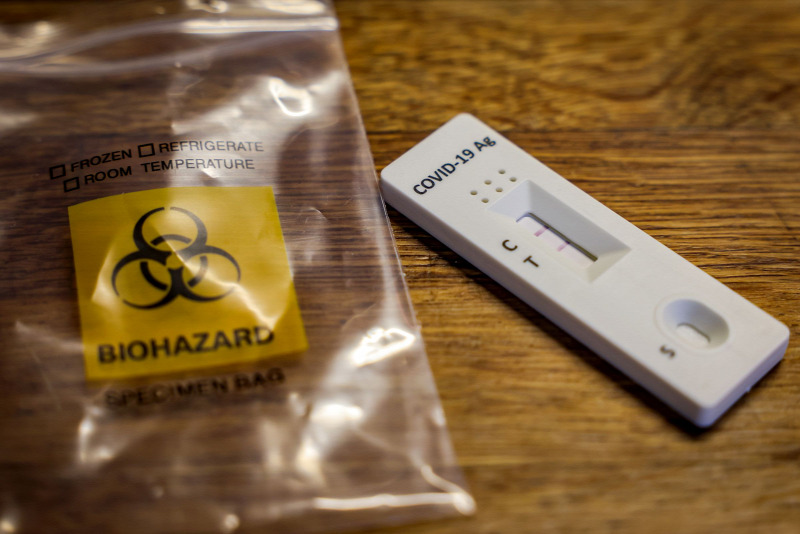 FROZEN REFRIGERATE
ROOM TEMPERATURE
BIOHAZARD
SPECIMEN BAG
COVID-19 Ag
C
T
S